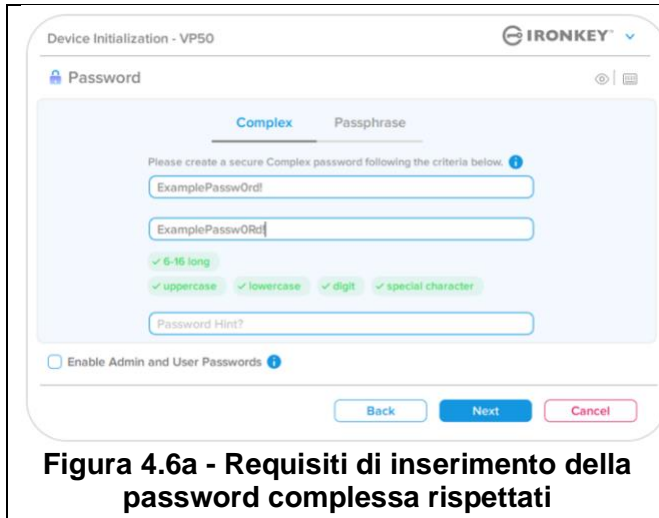 Device Initialization - VP50
IRONKEY
Password
Complex Passphrase
Please create a secure Complex password following the criteria below.
ExamplePassw0rd!
ExamplePassw0Rd!
✓ 6-16 long
✓ uppercase ✓ lowercase ✓ digit ✓ special character
Password Hint?
Enable Admin and User Passwords
Back Next Cancel
Figura 4.6a - Requisiti di inserimento della
password complessa rispettati